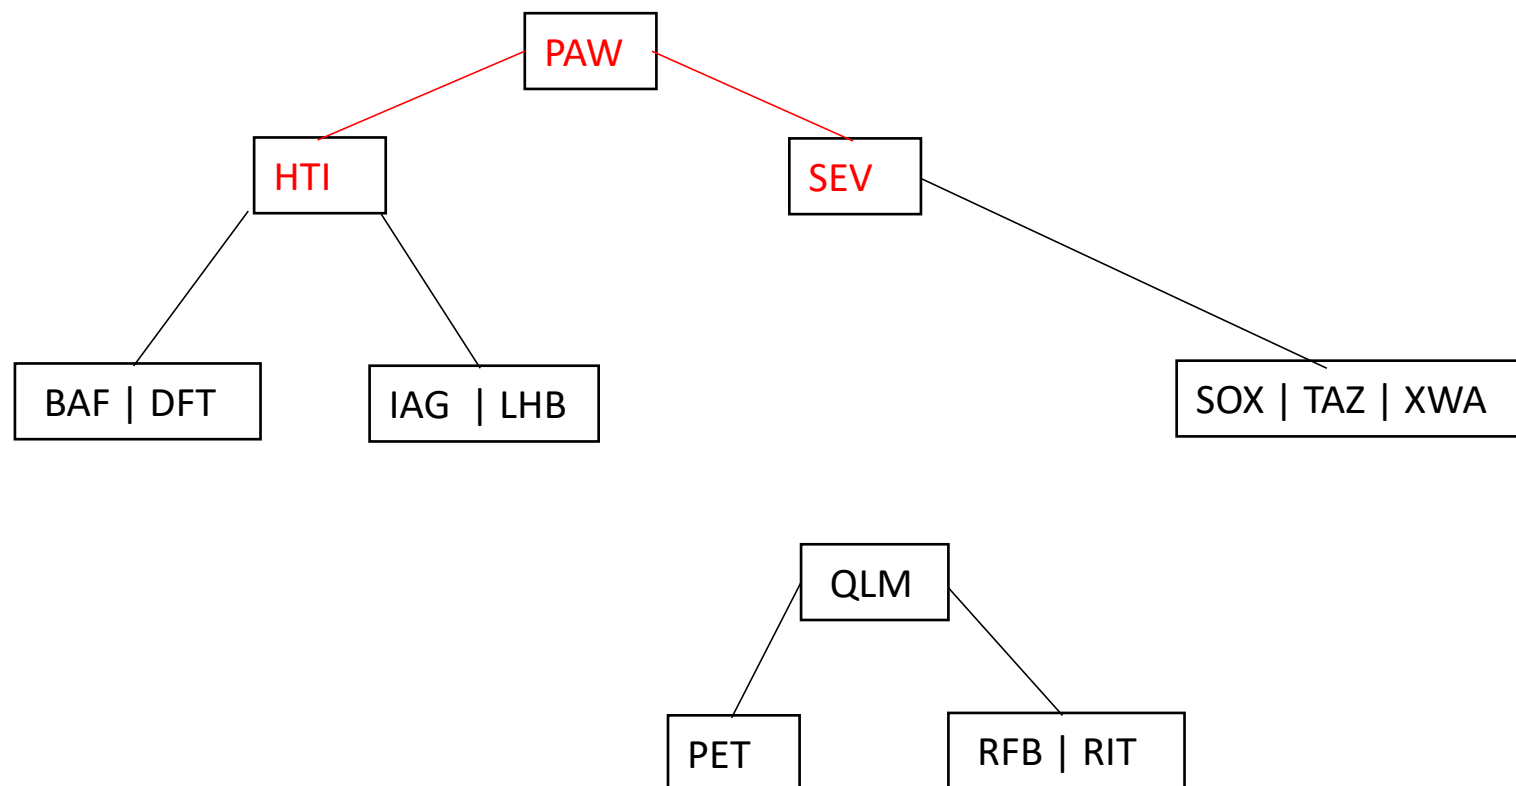 PAW
HTI SEV
BAF | DFT IAG | LHB SOX | TAZ | XWA
QLM
PET RFB | RIT